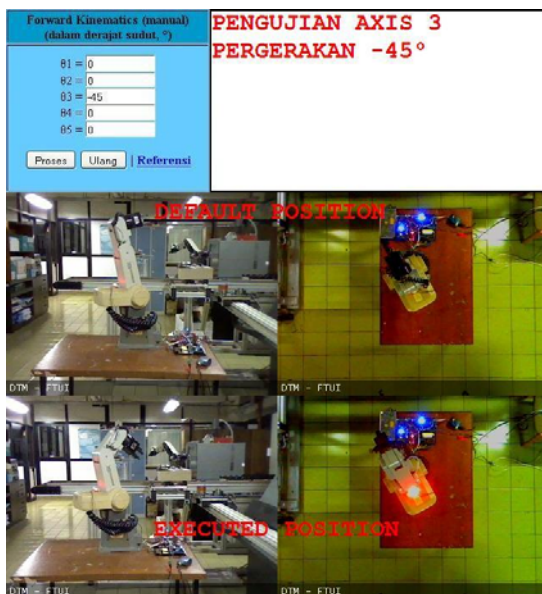 Forward Kinematics (manual)
(dalam derajat sudut, °)
θ1 = 0
θ2 = 0
θ3 = -45
θ4 = 0
θ5 = 0
Proses Ulang | Referensi
PENGUJIAN AXIS 3
PERGERAKAN -45°
DEFAULT POSITION
DTM - FTUI
DTM - FTUI
EXECUTED POSITION
DTM - FTUI
DTM - FTUI